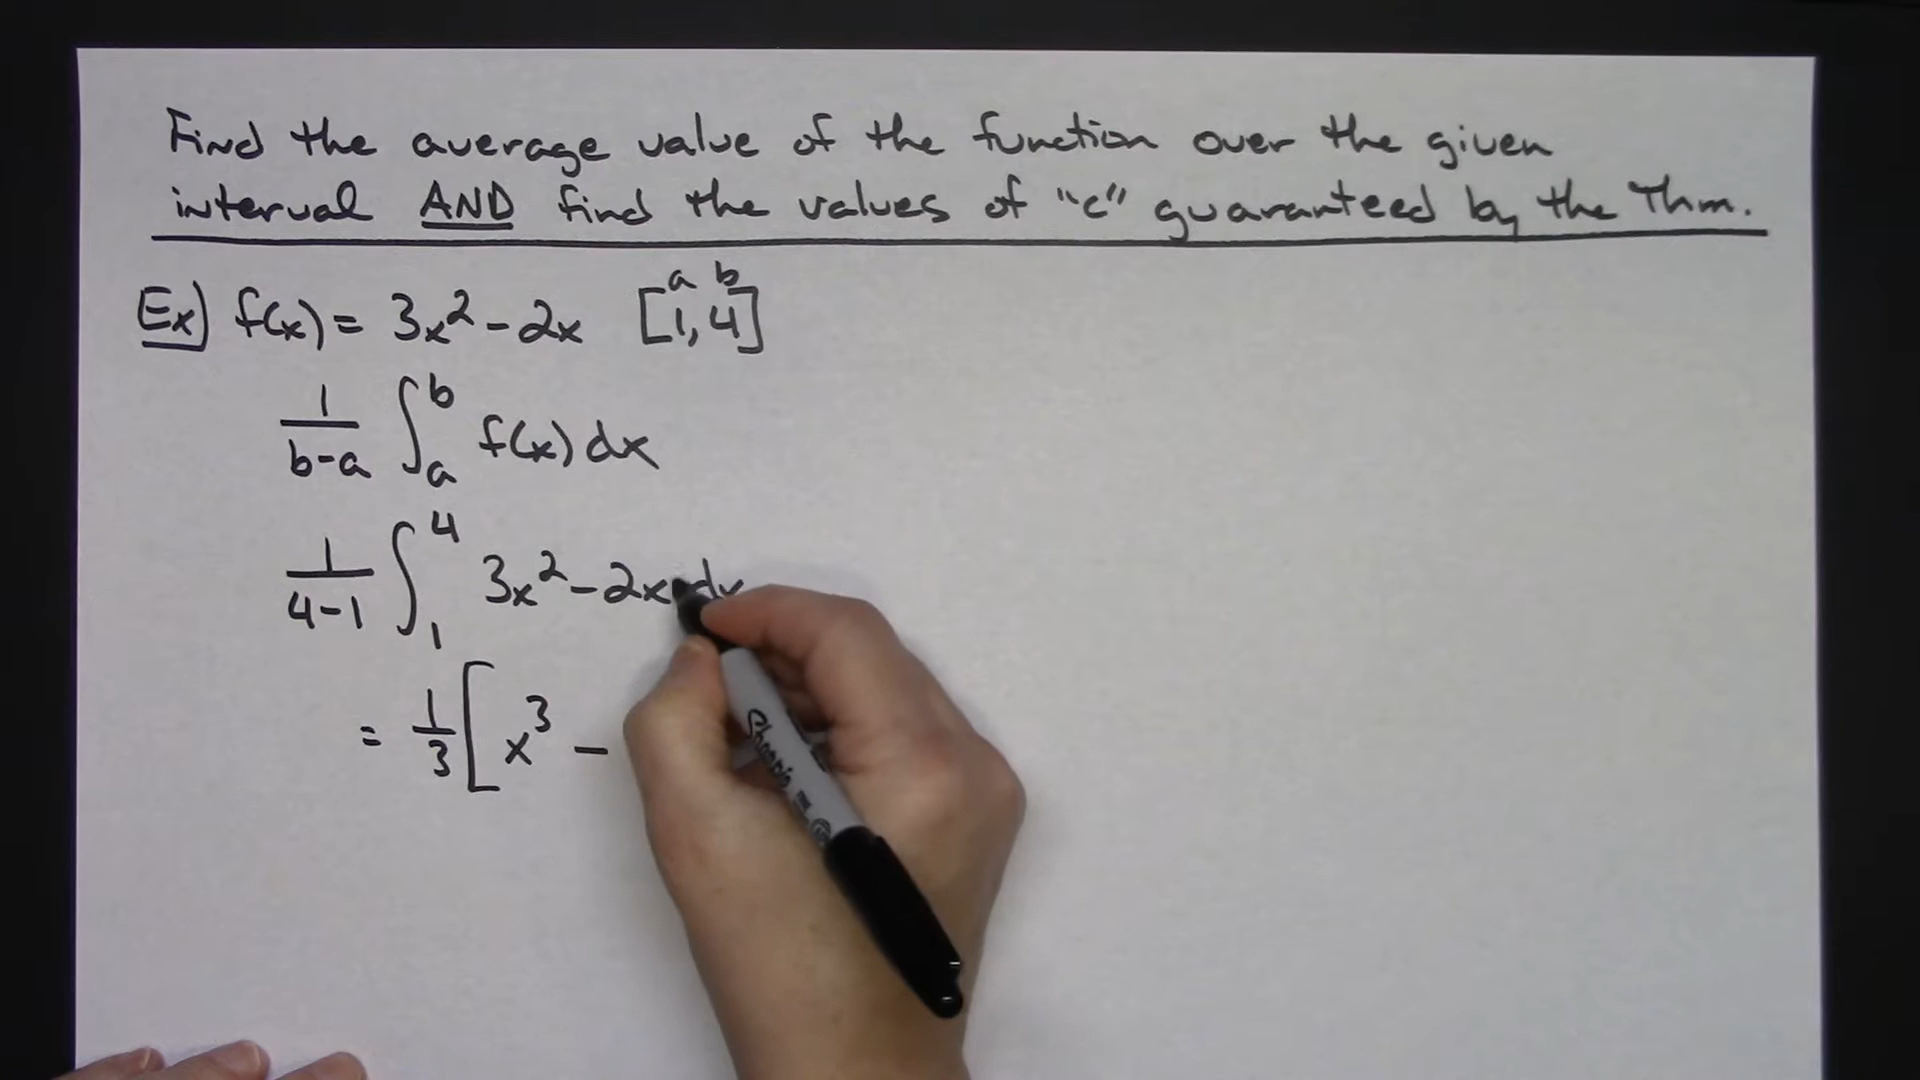 Find the average value of the function over the given
interval AND find the values of "c" guaranteed by the Thm.
a b
Ex) f(x) = 3x² - 2x [1, 4]
1/(b-a) ∫_a^b f(x) dx
1/(4-1) ∫_1^4 3x² - 2x dx
= 1/3 [ x³ -
Sharpie